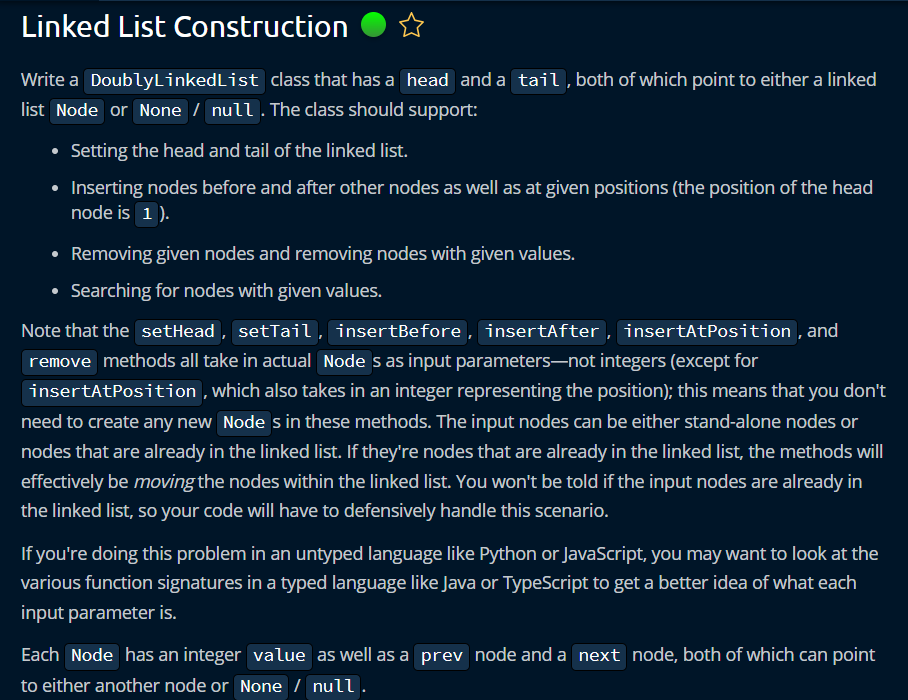 Linked List Construction
Write a DoublyLinkedList class that has a head and a tail, both of which point to either a linked
list Node or None / null. The class should support:
• Setting the head and tail of the linked list.
• Inserting nodes before and after other nodes as well as at given positions (the position of the head
node is 1).
• Removing given nodes and removing nodes with given values.
• Searching for nodes with given values.
Note that the setHead, setTail, insertBefore, insertAfter, insertAtPosition, and
remove methods all take in actual Nodes as input parameters—not integers (except for
insertAtPosition, which also takes in an integer representing the position); this means that you don't
need to create any new Nodes in these methods. The input nodes can be either stand-alone nodes or
nodes that are already in the linked list. If they're nodes that are already in the linked list, the methods will
effectively be moving the nodes within the linked list. You won't be told if the input nodes are already in
the linked list, so your code will have to defensively handle this scenario.
If you're doing this problem in an untyped language like Python or JavaScript, you may want to look at the
various function signatures in a typed language like Java or TypeScript to get a better idea of what each
input parameter is.
Each Node has an integer value as well as a prev node and a next node, both of which can point
to either another node or None / null.